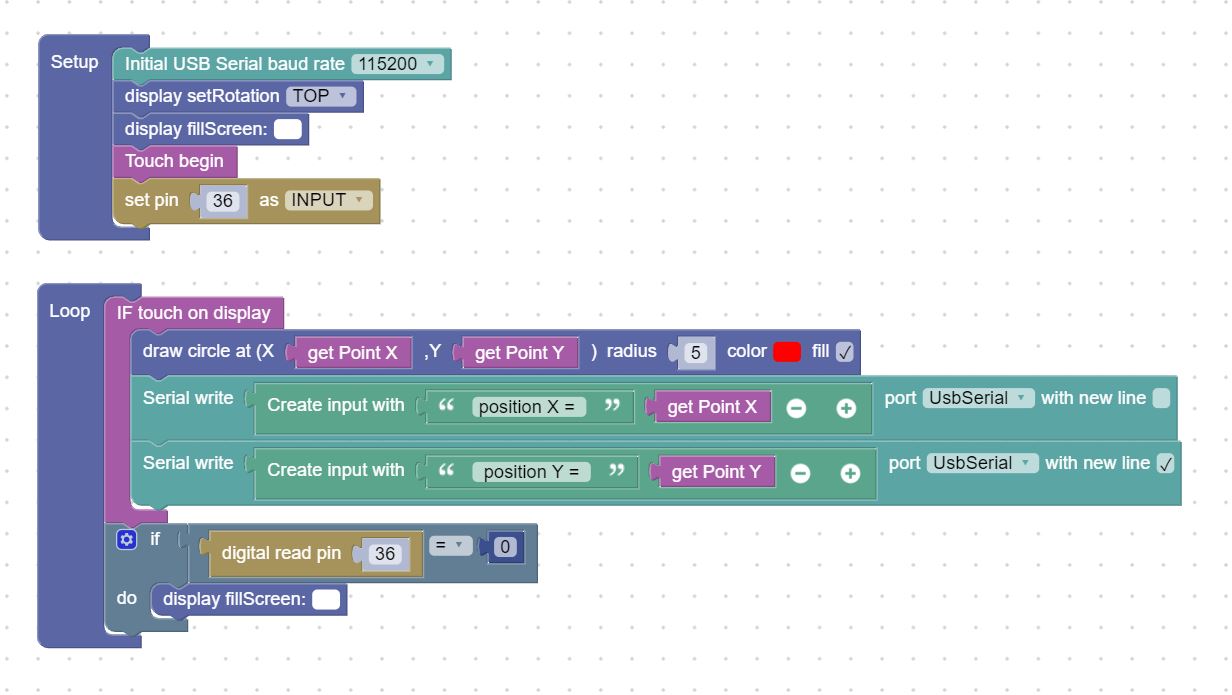 Setup
Initial USB Serial baud rate 115200
display setRotation TOP
display fillScreen:
Touch begin
set pin 36 as INPUT
Loop
IF touch on display
draw circle at (X get Point X ,Y get Point Y ) radius 5 color fill ✓
Serial write Create input with “ position X = ” get Point X port UsbSerial with new line
Serial write Create input with “ position Y = ” get Point Y port UsbSerial with new line ✓
if digital read pin 36 = 0
do display fillScreen: